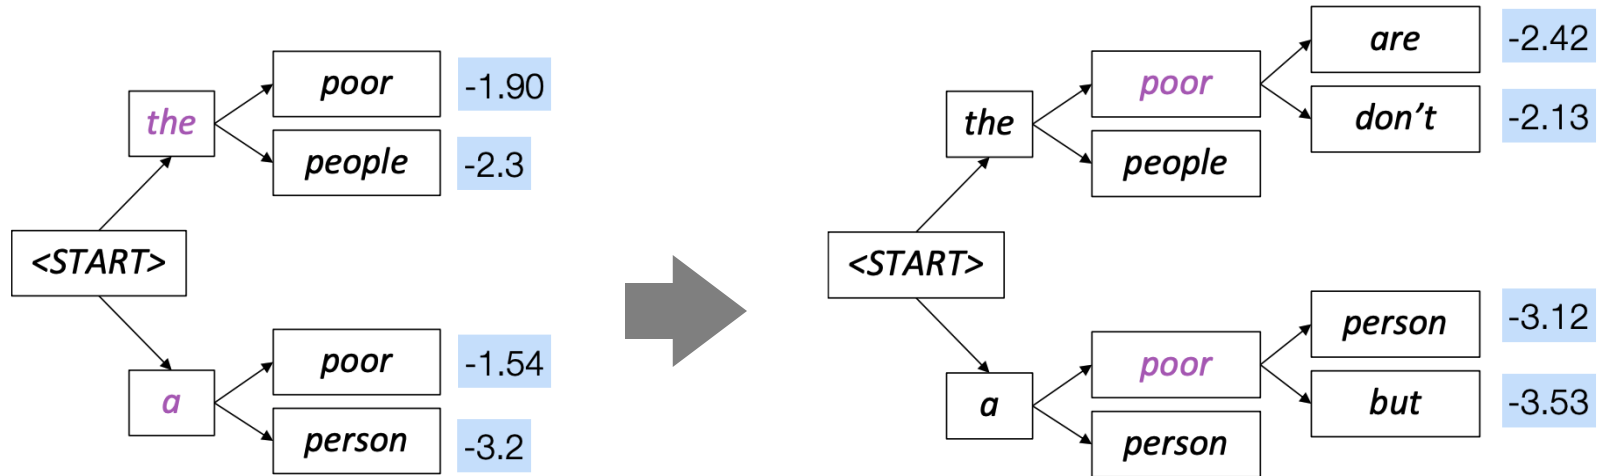 poor -1.90
the
people -2.3
<START>
poor -1.54
a
person -3.2
are -2.42
poor
don't -2.13
the
people
<START>
person -3.12
poor
but -3.53
a
person